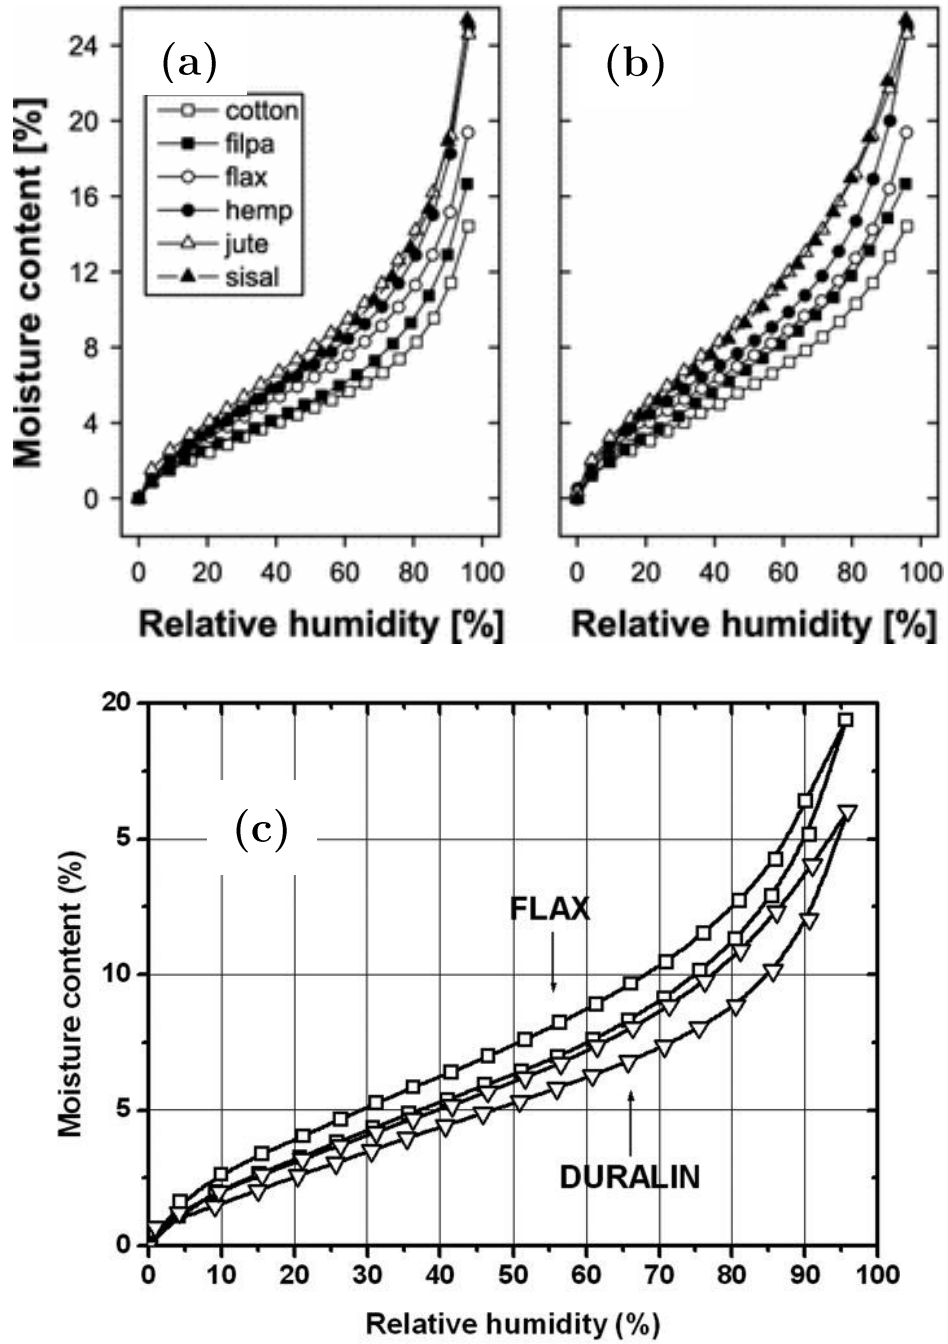 (a)
(b)
cotton
filpa
flax
hemp
jute
sisal
Moisture content [%]
24
20
16
12
8
4
0
0 20 40 60 80 100
0 20 40 60 80 100
Relative humidity [%]
Relative humidity [%]
(c)
FLAX
DURALIN
Moisture content (%)
20
5
10
5
0
0 10 20 30 40 50 60 70 80 90 100
Relative humidity (%)